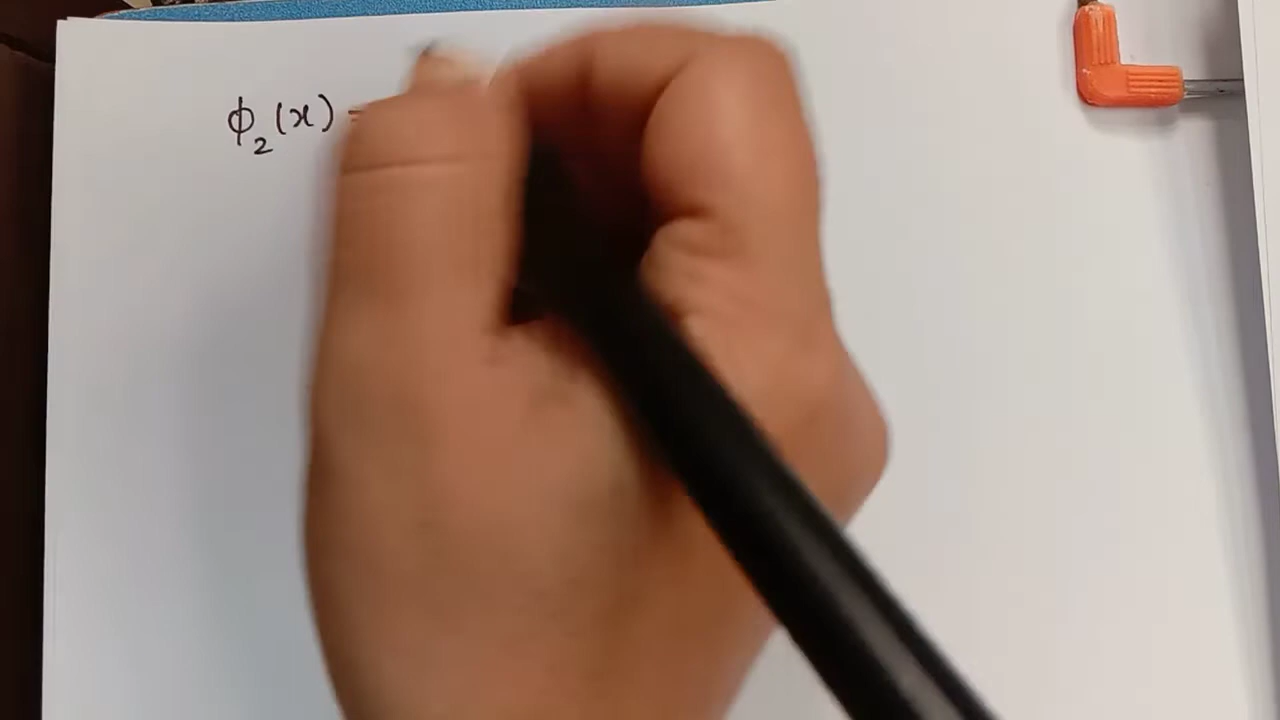 ϕ₂(x) =